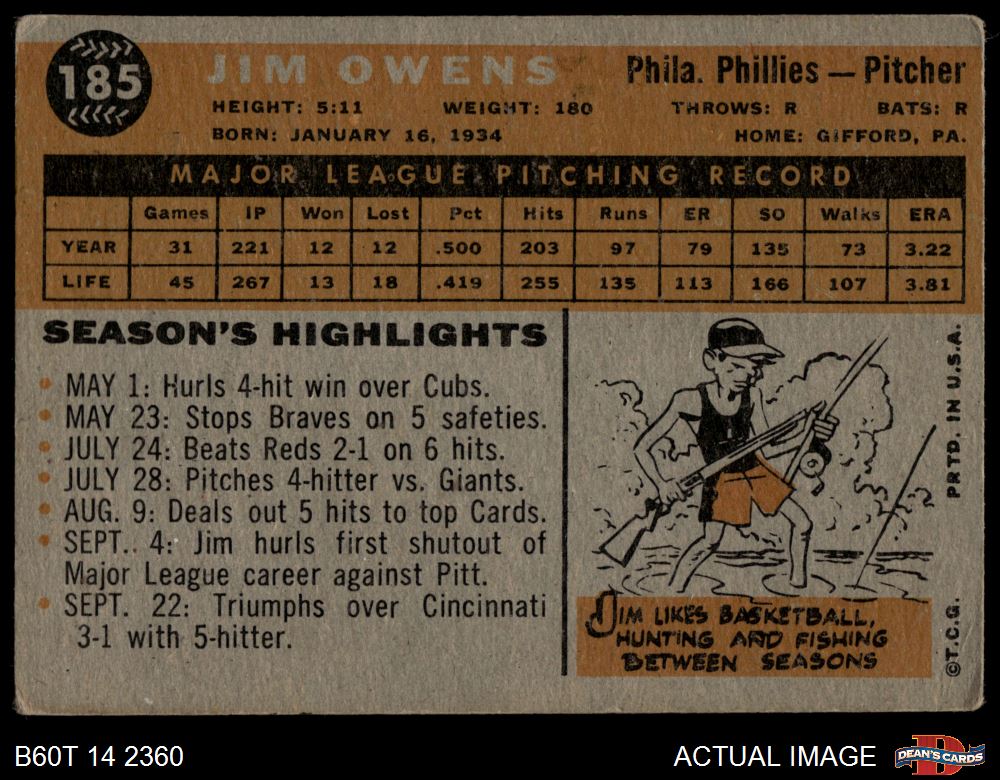 185
JIM OWENS
Phila. Phillies — Pitcher
HEIGHT: 5:11 WEIGHT: 180 THROWS: R BATS: R
BORN: JANUARY 16, 1934 HOME: GIFFORD, PA.
MAJOR LEAGUE PITCHING RECORD
Games IP Won Lost Pct Hits Runs ER SO Walks ERA
YEAR 31 221 12 12 .500 203 97 79 135 73 3.22
LIFE 45 267 13 18 .419 255 135 113 166 107 3.81
SEASON'S HIGHLIGHTS
• MAY 1: Hurls 4-hit win over Cubs.
• MAY 23: Stops Braves on 5 safeties.
• JULY 24: Beats Reds 2-1 on 6 hits.
• JULY 28: Pitches 4-hitter vs. Giants.
• AUG. 9: Deals out 5 hits to top Cards.
• SEPT.. 4: Jim hurls first shutout of
Major League career against Pitt.
• SEPT. 22: Triumphs over Cincinnati
3-1 with 5-hitter.
JIM LIKES BASKETBALL,
HUNTING AND FISHING
BETWEEN SEASONS
©T.C.G. PRTD. IN U.S.A.
B60T 14 2360
ACTUAL IMAGE
D
DEAN'S CARDS